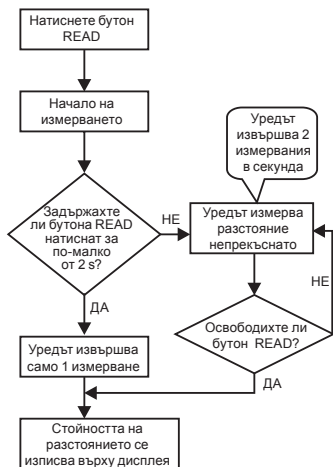 Натиснете бутон
READ
Начало на
измерването
Уредът
извършва 2
измервания
в секунда
Задържахте
ли бутона READ
натиснат за
по-малко
от 2 s?
НЕ
Уредът измерва
разстояние
непрекъснато
НЕ
ДА
Освободихте ли
бутон READ?
Уредът извършва
само 1 измерване
ДА
Стойността на
разстоянието се
изписва върху дисплея